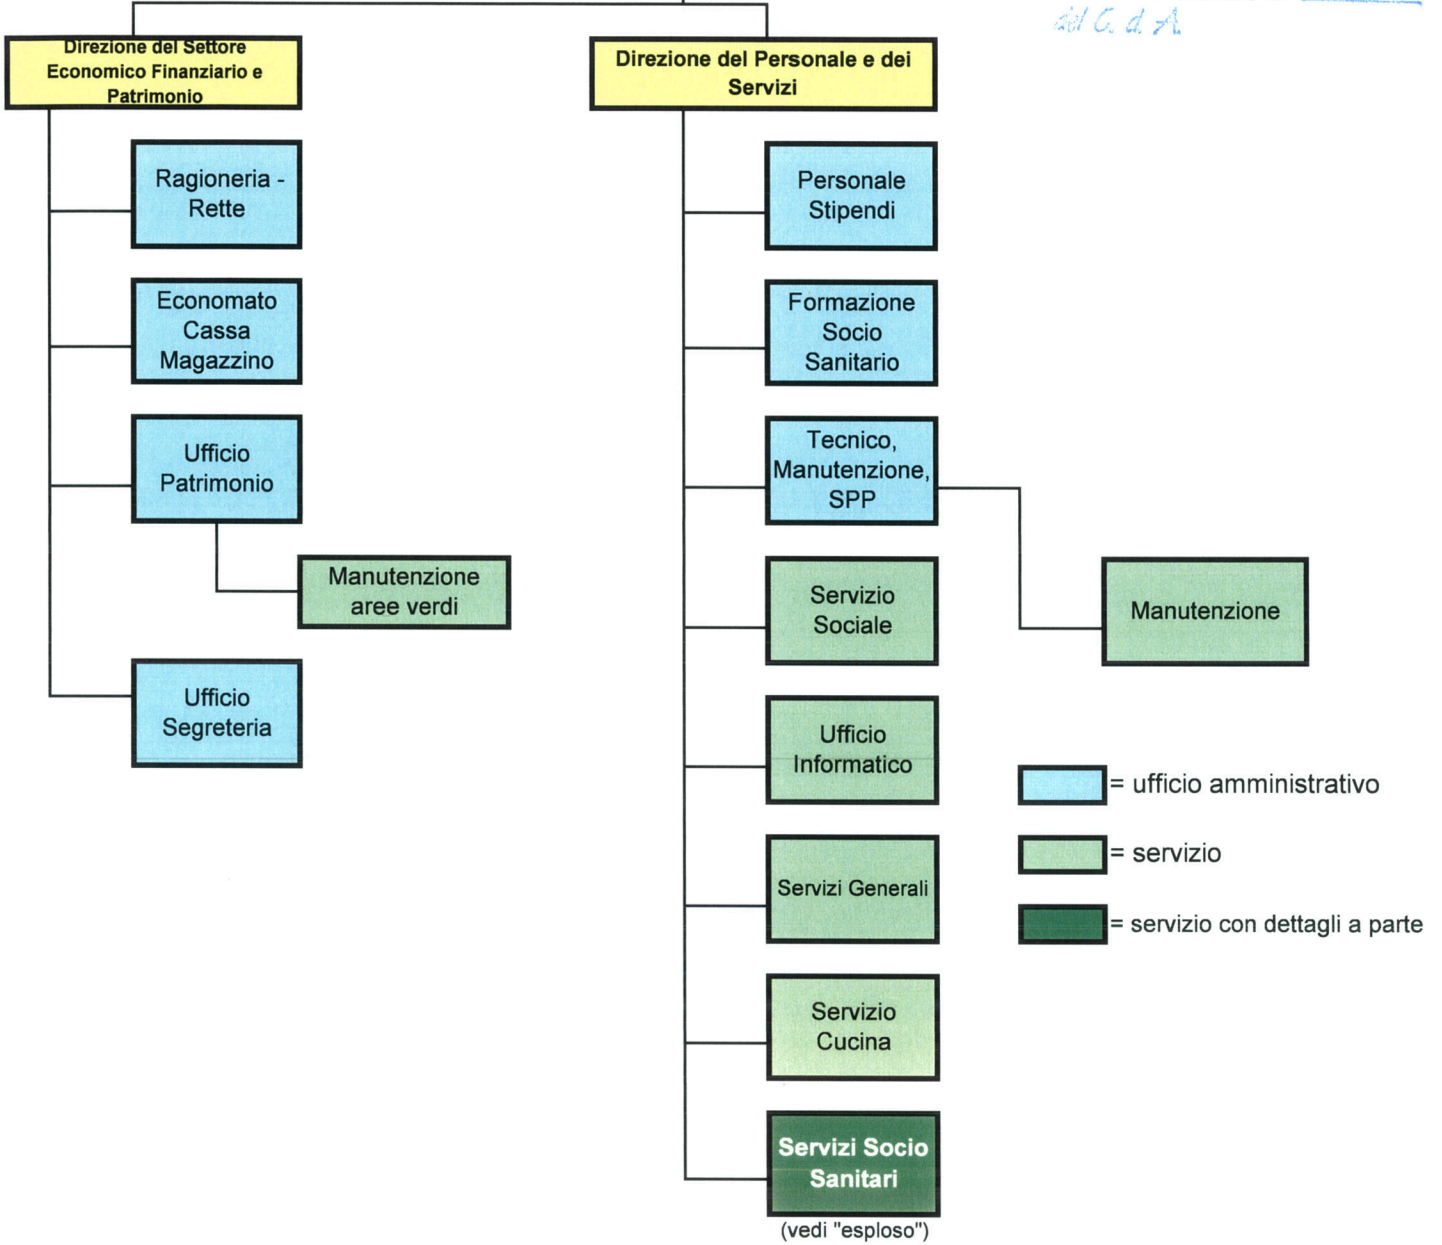 del C. d. A.
Direzione del Settore
Economico Finanziario e
Patrimonio
Direzione del Personale e dei
Servizi
Ragioneria -
Rette
Personale
Stipendi
Economato
Cassa
Magazzino
Formazione
Socio
Sanitario
Ufficio
Patrimonio
Tecnico,
Manutenzione,
SPP
Manutenzione
aree verdi
Servizio
Sociale
Manutenzione
Ufficio
Segreteria
Ufficio
Informatico
= ufficio amministrativo
= servizio
Servizi Generali
= servizio con dettagli a parte
Servizio
Cucina
Servizi Socio
Sanitari
(vedi "esploso")